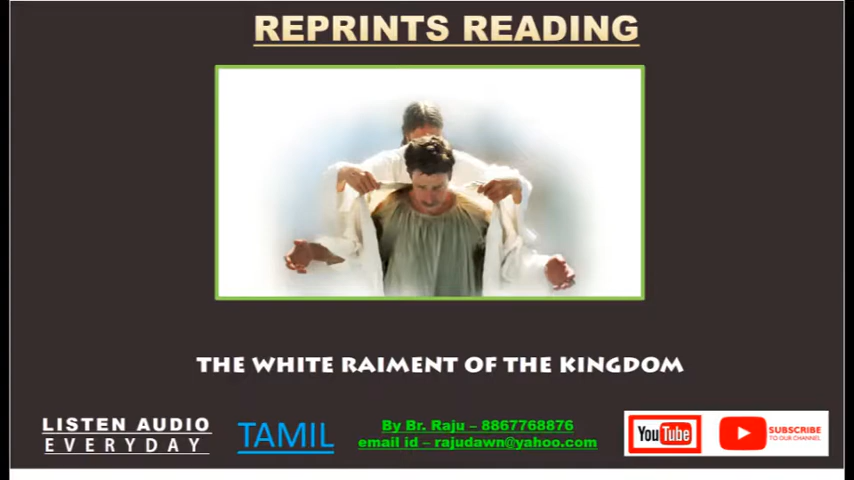 REPRINTS READING
THE WHITE RAIMENT OF THE KINGDOM
LISTEN AUDIO
EVERYDAY
TAMIL
By Br. Raju – 8867768876
email id – rajudawn@yahoo.com
YouTube
SUBSCRIBE
TO OUR CHANNEL